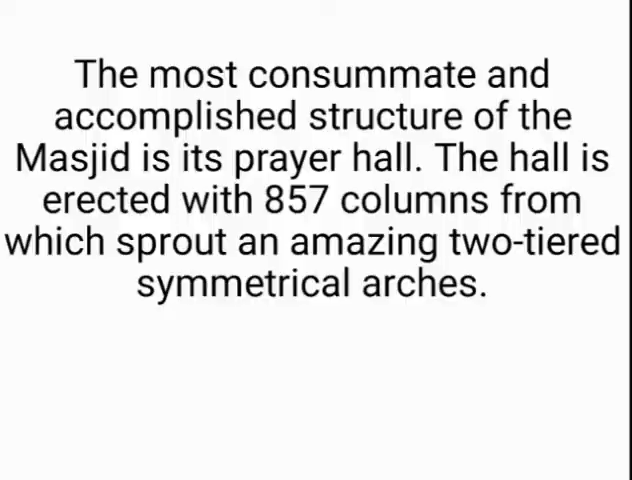 The most consummate and
accomplished structure of the
Masjid is its prayer hall. The hall is
erected with 857 columns from
which sprout an amazing two-tiered
symmetrical arches.